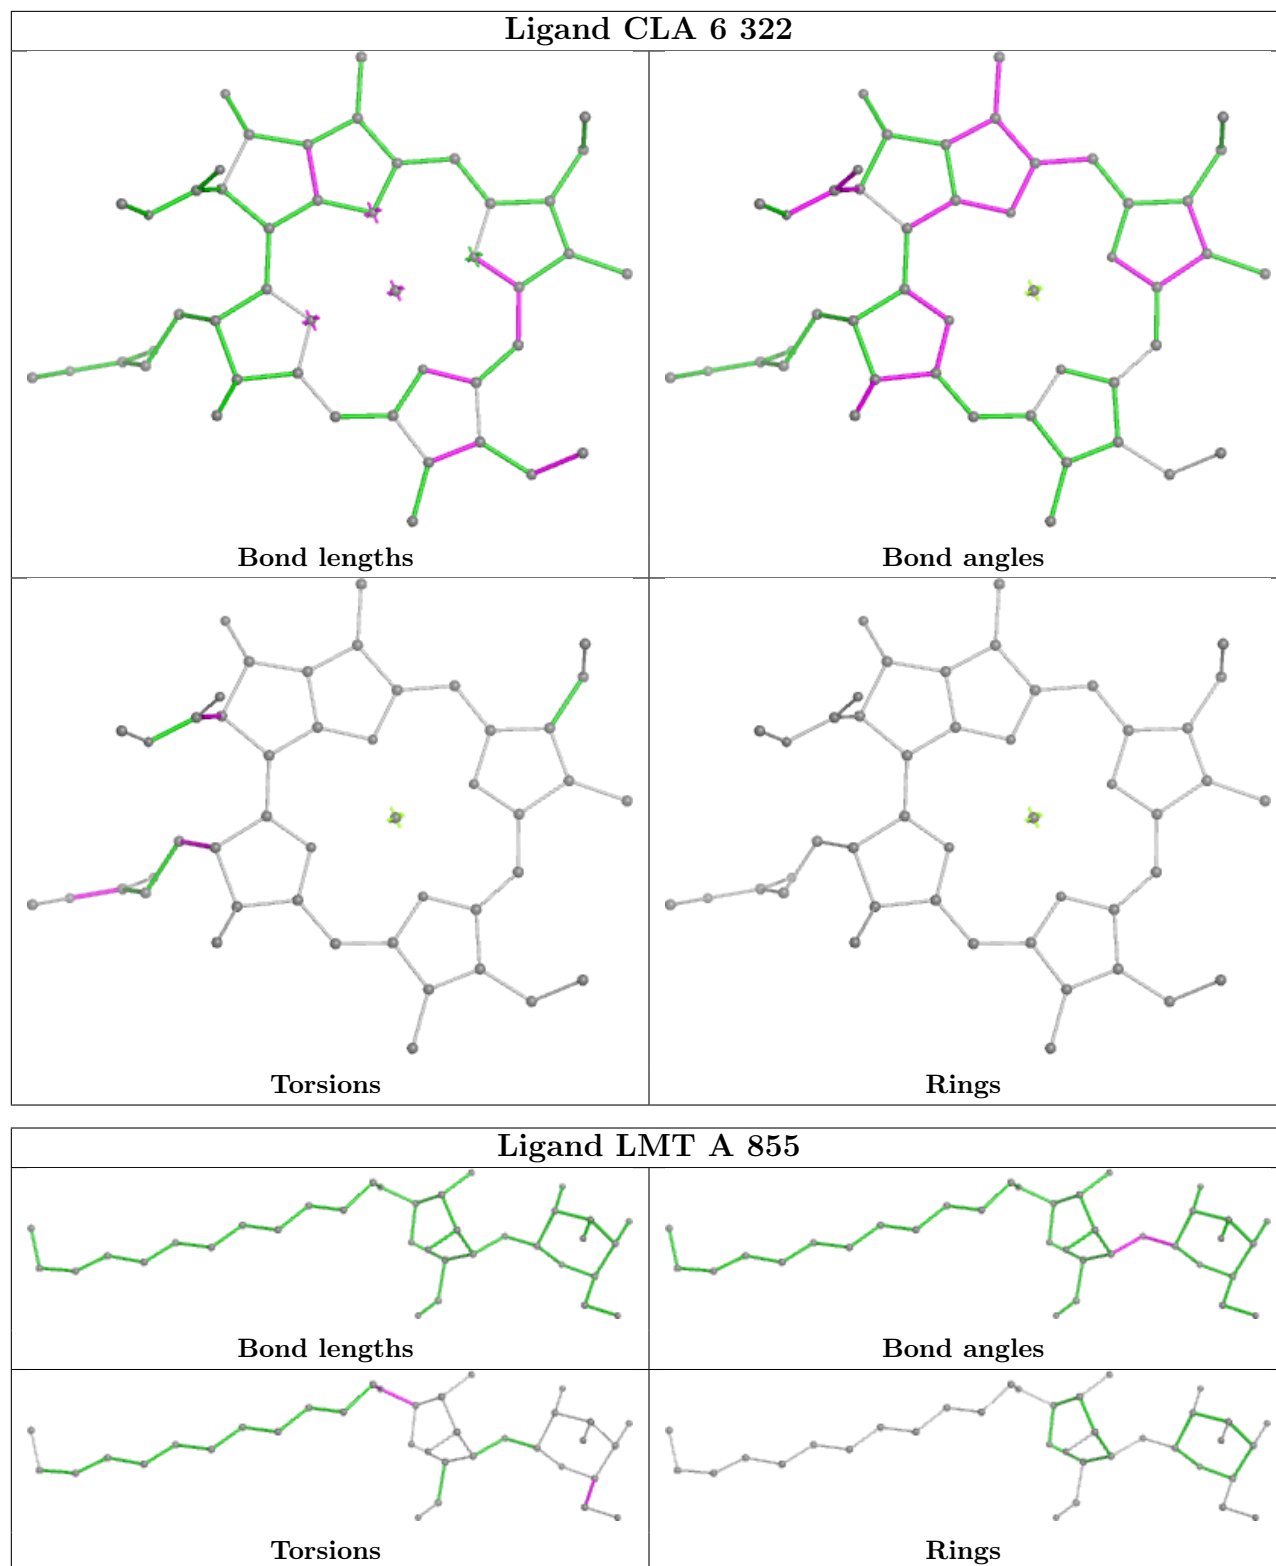 Ligand CLA 6 322
Bond lengths
Bond angles
Torsions
Rings
Ligand LMT A 855
Bond lengths
Bond angles
Torsions
Rings